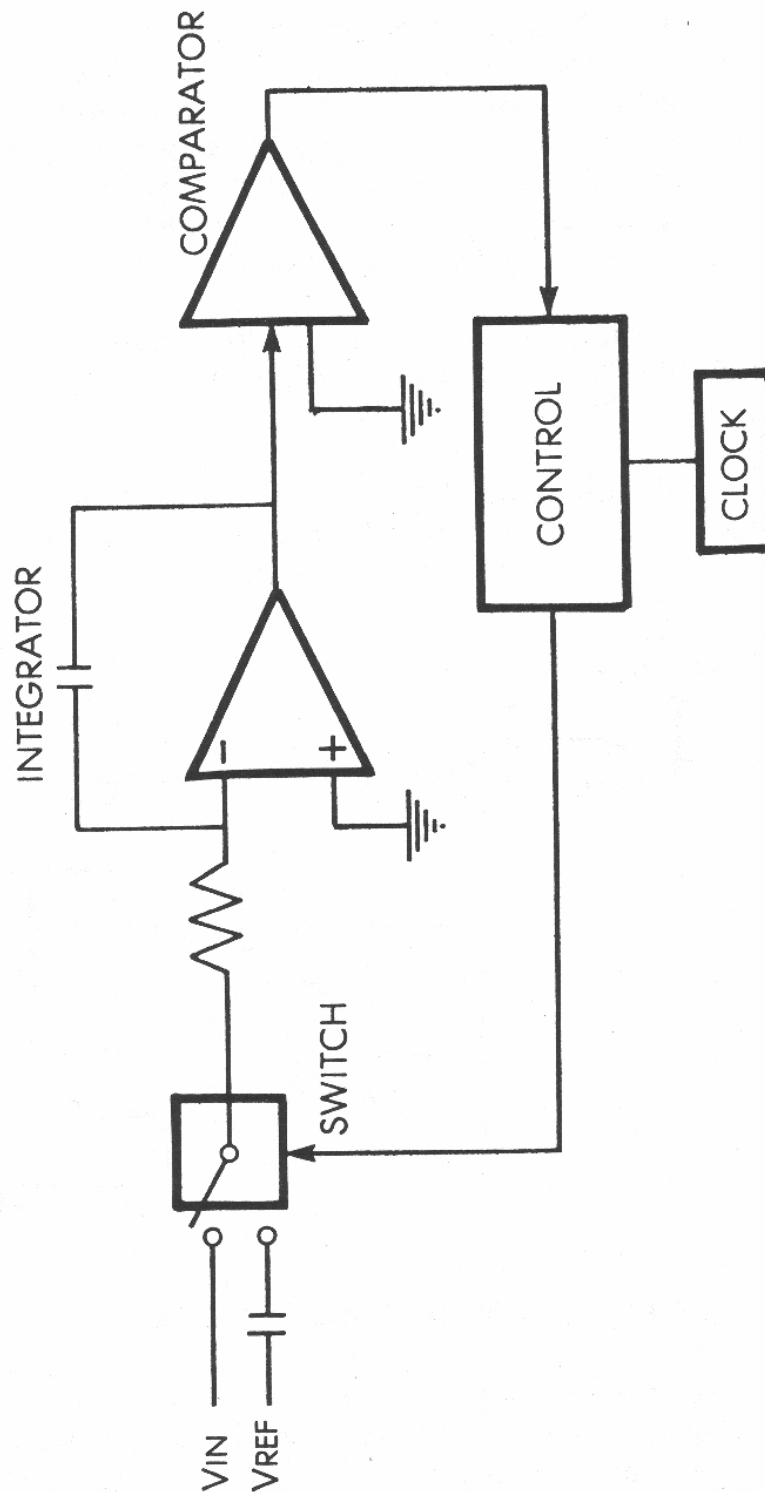 INTEGRATOR
COMPARATOR
VIN
VREF
-
+
SWITCH
CONTROL
CLOCK